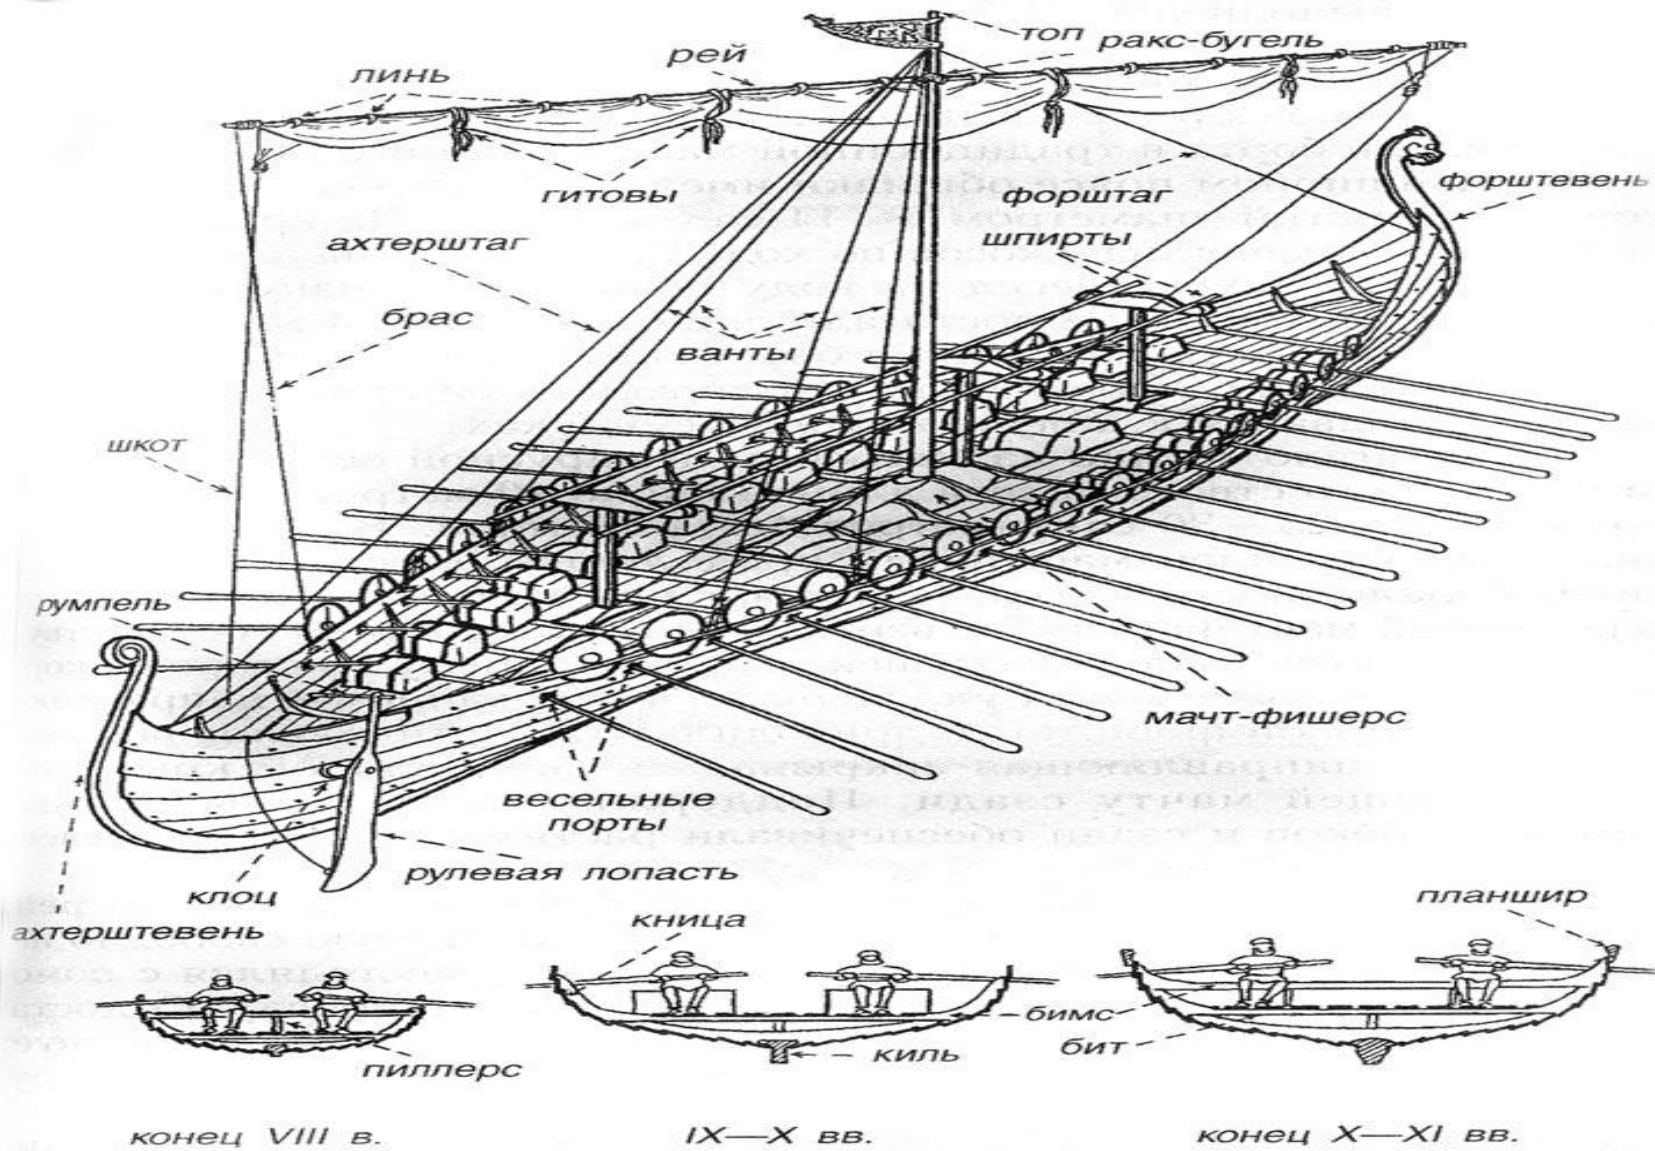 топ
ракс-бугель
рей
линь
гитовы
форштаг
форштевень
ахтерштаг
шпирты
брас
ванты
шкот
румпель
мачт-фишерс
весельные
порты
рулевая лопасть
клоц
ахтерштевень
планшир
кница
бимс
бит
киль
пиллерс
конец VIII в.
IX—X вв.
конец X—XI вв.